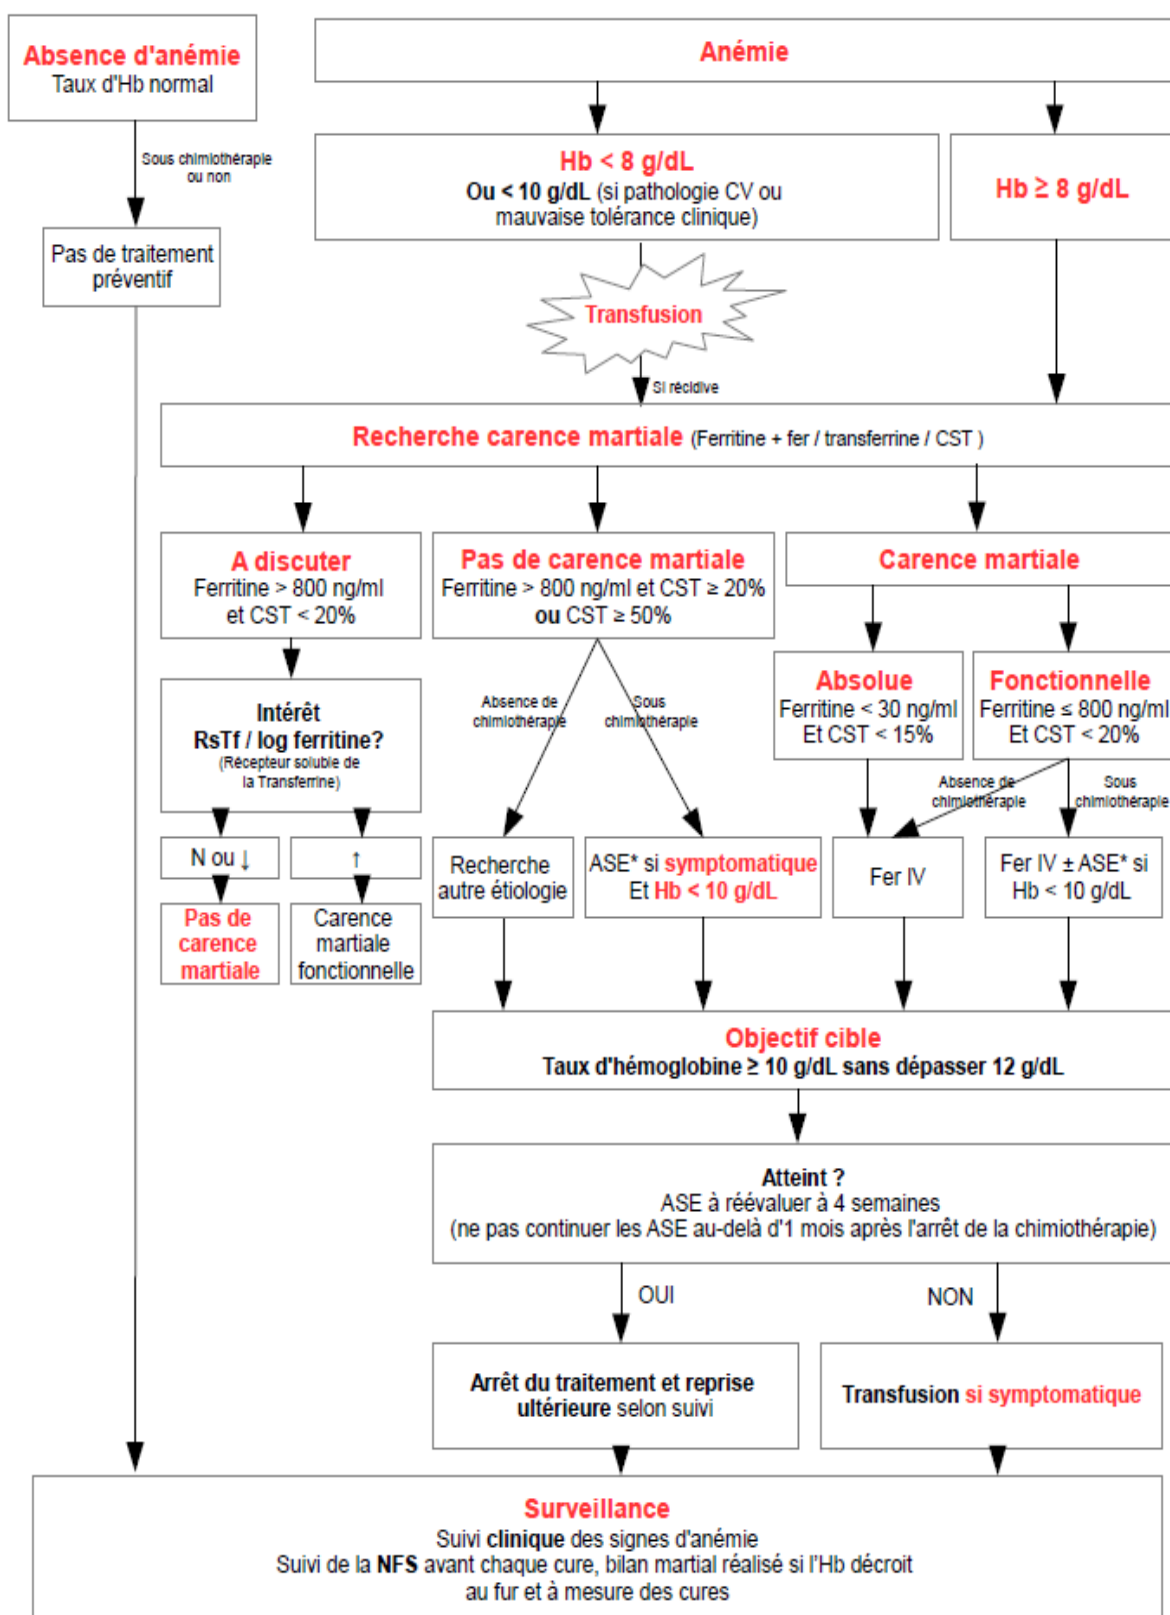 Absence d'anémie
Taux d'Hb normal
Anémie
Sous chimiothérapie
ou non
Hb < 8 g/dL
Ou < 10 g/dL (si pathologie CV ou
mauvaise tolérance clinique)
Hb ≥ 8 g/dL
Pas de traitement
préventif
Transfusion
Si récidive
Recherche carence martiale (Ferritine + fer / transferrine / CST )
A discuter
Ferritine > 800 ng/ml
et CST < 20%
Pas de carence martiale
Ferritine > 800 ng/ml et CST ≥ 20%
ou CST ≥ 50%
Carence martiale
Intérêt
RsTf / log ferritine?
(Récepteur soluble de
la Transferrine)
Absence de
chimiothérapie
Sous
chimiothérapie
Absolue
Ferritine < 30 ng/ml
Et CST < 15%
Fonctionnelle
Ferritine ≤ 800 ng/ml
Et CST < 20%
Absence de
chimiothérapie
Sous
chimiothérapie
N ou ↓
↑
Recherche
autre étiologie
ASE* si symptomatique
Et Hb < 10 g/dL
Fer IV
Fer IV ± ASE* si
Hb < 10 g/dL
Pas de
carence
martiale
Carence
martiale
fonctionnelle
Objectif cible
Taux d'hémoglobine ≥ 10 g/dL sans dépasser 12 g/dL
Atteint ?
ASE à réévaluer à 4 semaines
(ne pas continuer les ASE au-delà d'1 mois après l'arrêt de la chimiothérapie)
OUI
NON
Arrêt du traitement et reprise
ultérieure selon suivi
Transfusion si symptomatique
Surveillance
Suivi clinique des signes d'anémie
Suivi de la NFS avant chaque cure, bilan martial réalisé si l'Hb décroit
au fur et à mesure des cures